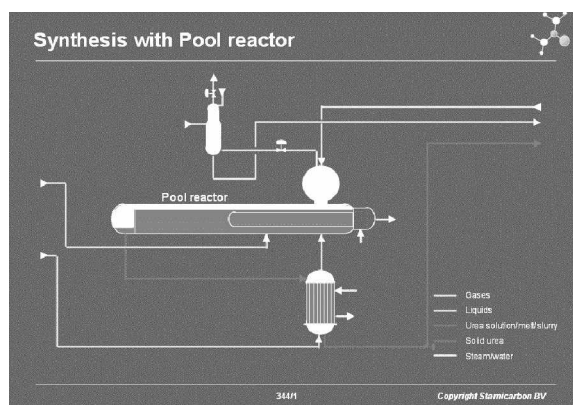 Synthesis with Pool reactor
Pool reactor
Gases
Liquids
Urea solution/melt/slurry
Solid urea
Steam/water
344/1
Copyright Stamicarbon BV